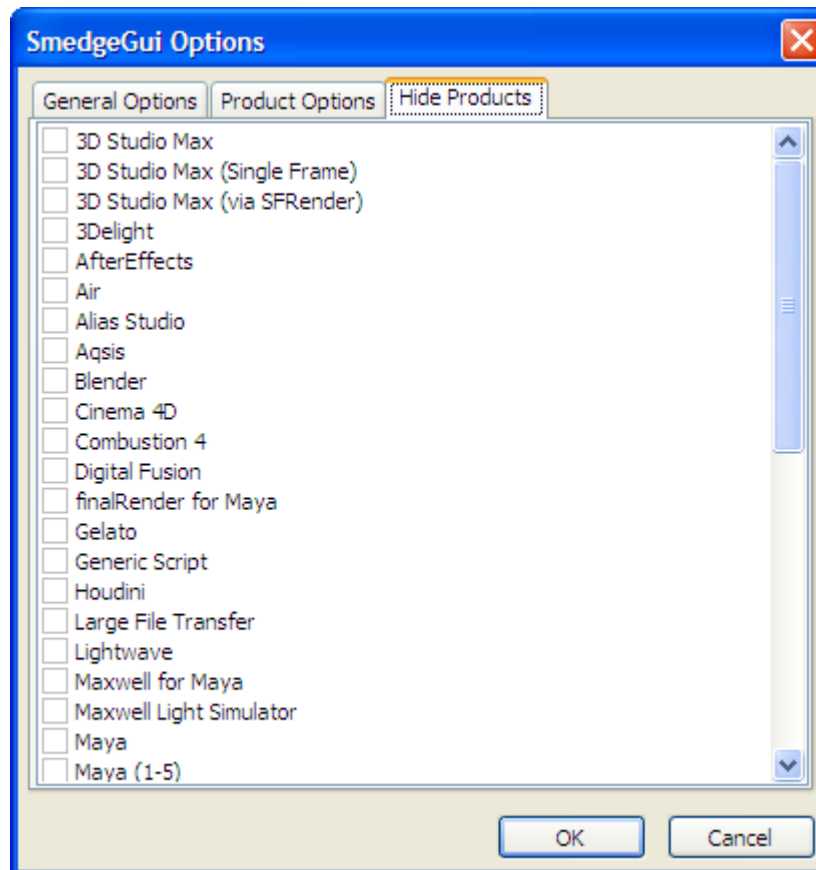 SmedgeGui Options
General Options Product Options Hide Products
3D Studio Max
3D Studio Max (Single Frame)
3D Studio Max (via SFRender)
3Delight
AfterEffects
Air
Alias Studio
Aqsis
Blender
Cinema 4D
Combustion 4
Digital Fusion
finalRender for Maya
Gelato
Generic Script
Houdini
Large File Transfer
Lightwave
Maxwell for Maya
Maxwell Light Simulator
Maya
Maya (1-5)
OK Cancel